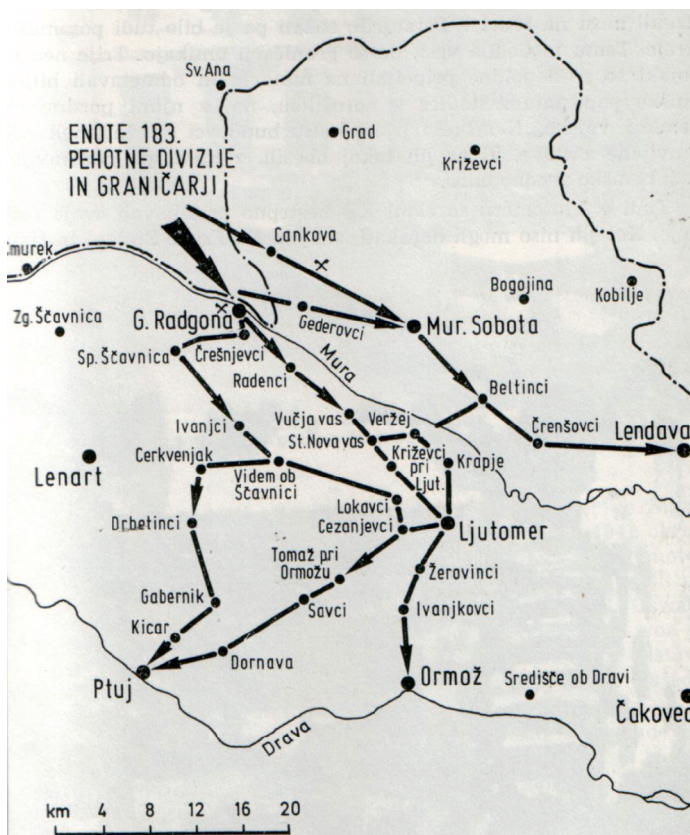 Sv. Ana
ENOTE 183.
PEHOTNE DIVIZIJE
IN GRANIČARJI
Grad
Križevci
Cankova
Bogojina
Kobilje
Zg. Ščavnica
G. Radgona
Gederovci
Mur. Sobota
Sp. Ščavnica
Črešnjevci
Mura
Radenci
Beltinci
Vučja vas
Veržej
Črenšovci
Lendava
Ivanjci
St. Nova vas
Križevci
pri
Ljut.
Krapje
Lenart
Cerkvenjak
Videm ob
Ščavnici
Lokavci
Cezanjevci
Ljutomer
Drbetinci
Tomaž pri
Ormožu
Žerovinci
Gabernik
Savci
Ivanjkovci
Kicar
Ptuj
Dornava
Ormož
Središče ob Dravi
Čakovec
Drava
km 4 8 12 16 20